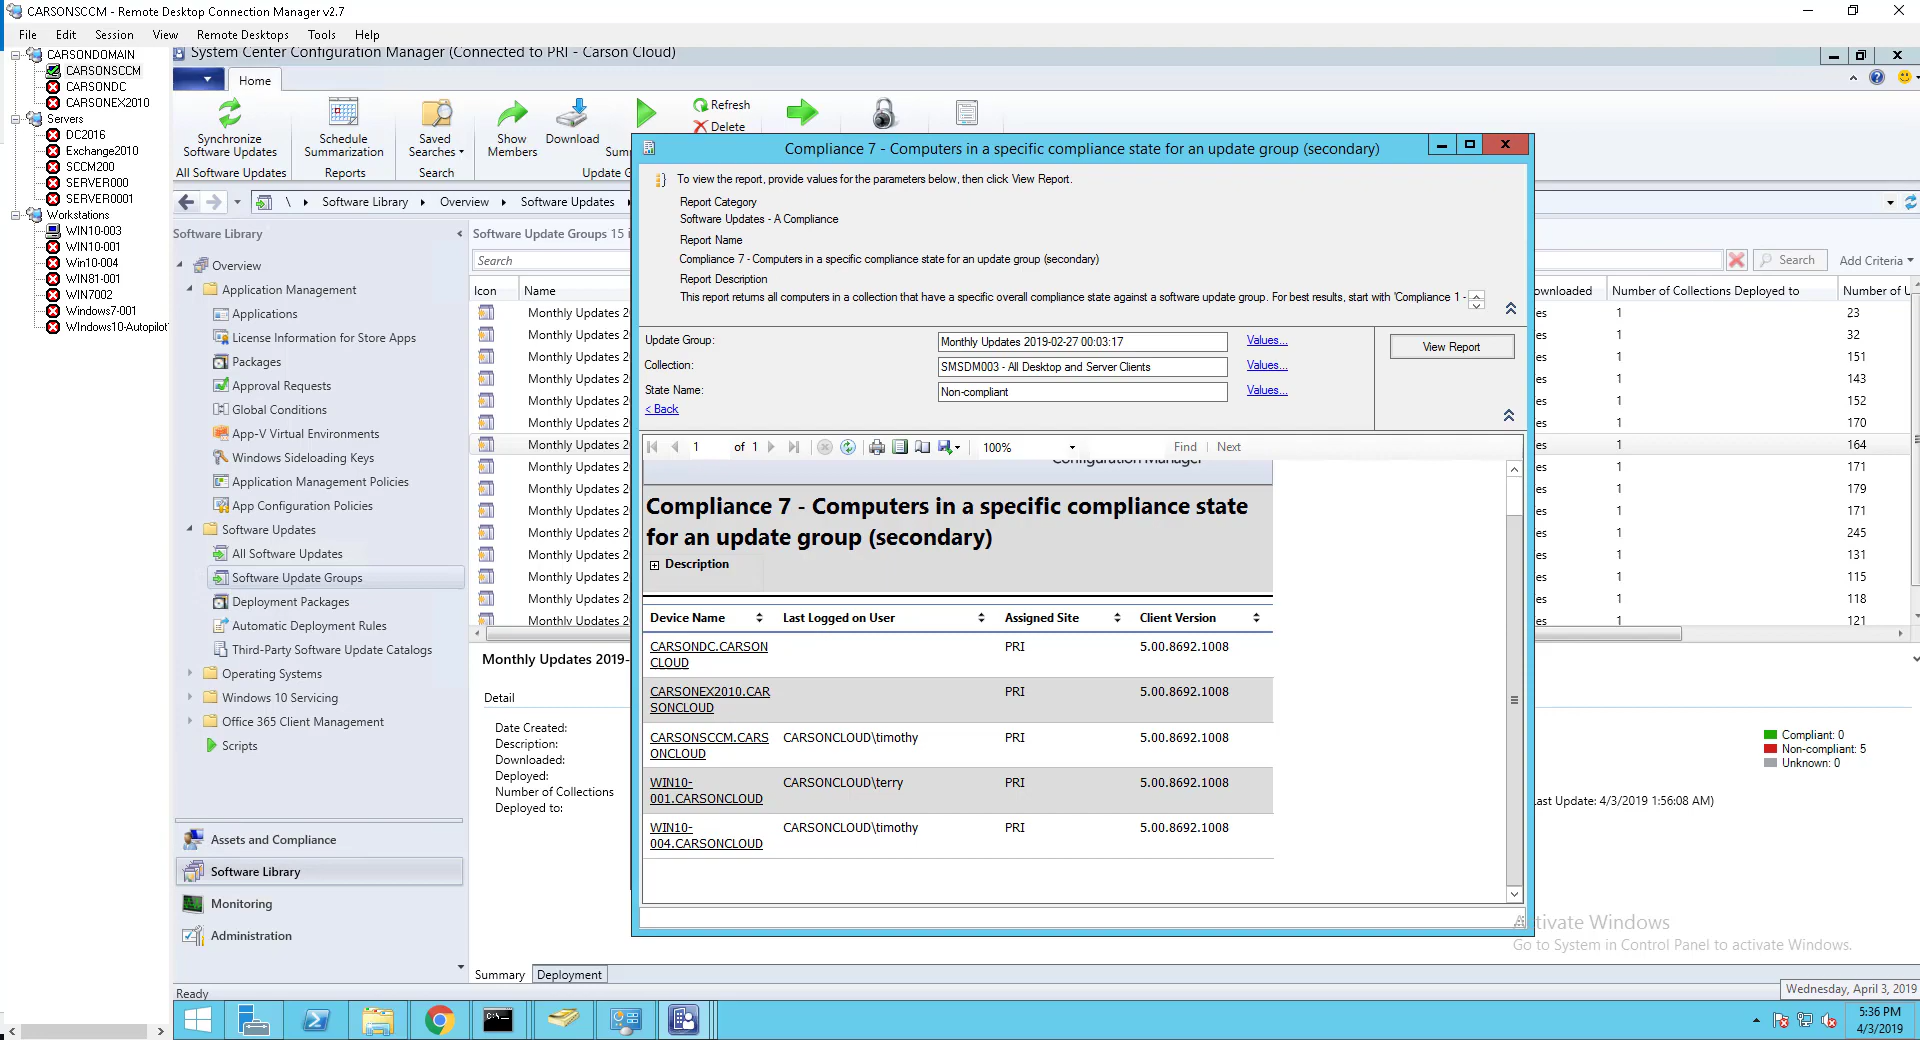 CARSONSCCM - Remote Desktop Connection Manager v2.7
File Edit Session View Remote Desktops Tools Help
CARSONDOMAIN
CARSONSCCM
CARSONDC
CARSONEX2010
Servers
DC2016
Exchange2010
SCCM200
SERVER000
SERVER0001
Workstations
WIN10-003
WIN10-001
Win10-004
WIN81-001
WIN7002
Windows7-001
WIndows10-Autopilot
System Center Configuration Manager (Connected to PRI - Carson Cloud)
Home
Synchronize
Software Updates
All Software Updates
Schedule
Summarization
Reports
Saved
Searches
Search
Show
Members
Download
Refresh
Delete
\ Software Library Overview Software Updates
Software Library
Overview
Application Management
Applications
License Information for Store Apps
Packages
Approval Requests
Global Conditions
App-V Virtual Environments
Windows Sideloading Keys
Application Management Policies
App Configuration Policies
Software Updates
All Software Updates
Software Update Groups
Deployment Packages
Automatic Deployment Rules
Third-Party Software Update Catalogs
Operating Systems
Windows 10 Servicing
Office 365 Client Management
Scripts
Assets and Compliance
Software Library
Monitoring
Administration
Ready
Software Update Groups 15 i
Search
Search
Add Criteria
Icon Name
ownloaded Number of Collections Deployed to Number of U
Monthly Updates 2 es 1 23
Monthly Updates 2 es 1 32
Monthly Updates 2 es 1 151
Monthly Updates 2 es 1 143
Monthly Updates 2 es 1 152
Monthly Updates 2 es 1 170
Monthly Updates 2 es 1 164
Monthly Updates 2 es 1 171
Monthly Updates 2 es 1 179
Monthly Updates 2 es 1 171
Monthly Updates 2 es 1 245
Monthly Updates 2 es 1 131
Monthly Updates 2 es 1 115
Monthly Updates 2 es 1 118
Monthly Updates 2 es 1 121
Monthly Updates 2019-
Detail
Date Created:
Description:
Downloaded:
Deployed:
Number of Collections
Deployed to:
Summary Deployment
Compliance 7 - Computers in a specific compliance state for an update group (secondary)
To view the report, provide values for the parameters below, then click View Report.
Report Category
Software Updates - A Compliance
Report Name
Compliance 7 - Computers in a specific compliance state for an update group (secondary)
Report Description
This report returns all computers in a collection that have a specific overall compliance state against a software update group. For best results, start with 'Compliance 1 -
Update Group: Monthly Updates 2019-02-27 00:03:17 Values...
Collection: SMSDM003 - All Desktop and Server Clients Values...
State Name: Non-compliant Values...
< Back
View Report
1 of 1 100% Find | Next
Configuration Manager
Compliance 7 - Computers in a specific compliance state
for an update group (secondary)
Description
Device Name Last Logged on User Assigned Site Client Version
CARSONDC.CARSON
CLOUD
PRI 5.00.8692.1008
CARSONEX2010.CAR
SONCLOUD
PRI 5.00.8692.1008
CARSONSCCM.CARS
ONCLOUD
CARSONCLOUD\timothy PRI 5.00.8692.1008
WIN10-
001.CARSONCLOUD
CARSONCLOUD\terry PRI 5.00.8692.1008
WIN10-
004.CARSONCLOUD
CARSONCLOUD\timothy PRI 5.00.8692.1008
Compliant: 0
Non-compliant: 5
Unknown: 0
ast Update: 4/3/2019 1:56:08 AM)
tivate Windows
Go to System in Control Panel to activate Windows.
Wednesday, April 3, 2019
5:36 PM
4/3/2019